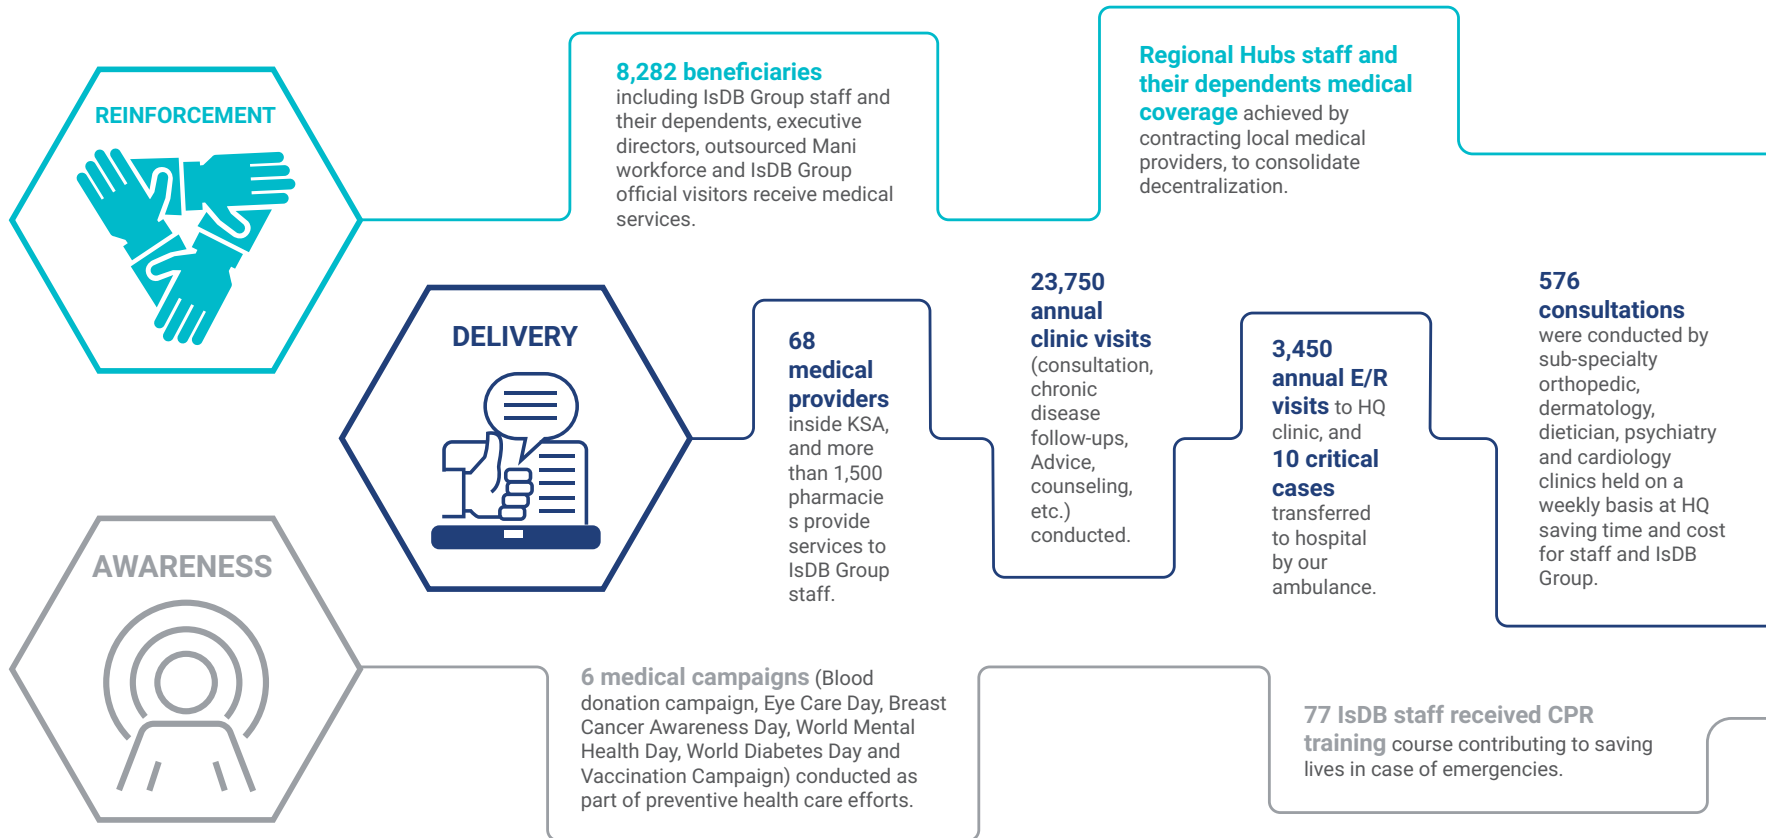 REINFORCEMENT
8,282 beneficiaries
including IsDB Group staff and
their dependents, executive
directors, outsourced Mani
workforce and IsDB Group
official visitors receive medical
services.
Regional Hubs staff and
their dependents medical
coverage achieved by
contracting local medical
providers, to consolidate
decentralization.
DELIVERY
68
medical
providers
inside KSA,
and more
than 1,500
pharmacie
s provide
services to
IsDB Group
staff.
23,750
annual
clinic visits
(consultation,
chronic
disease
follow-ups,
Advice,
counseling,
etc.)
conducted.
3,450
annual E/R
visits to HQ
clinic, and
10 critical
cases
transferred
to hospital
by our
ambulance.
576
consultations
were conducted by
sub-specialty
orthopedic,
dermatology,
dietician, psychiatry
and cardiology
clinics held on a
weekly basis at HQ
saving time and cost
for staff and IsDB
Group.
AWARENESS
6 medical campaigns (Blood
donation campaign, Eye Care Day, Breast
Cancer Awareness Day, World Mental
Health Day, World Diabetes Day and
Vaccination Campaign) conducted as
part of preventive health care efforts.
77 IsDB staff received CPR
training course contributing to saving
lives in case of emergencies.